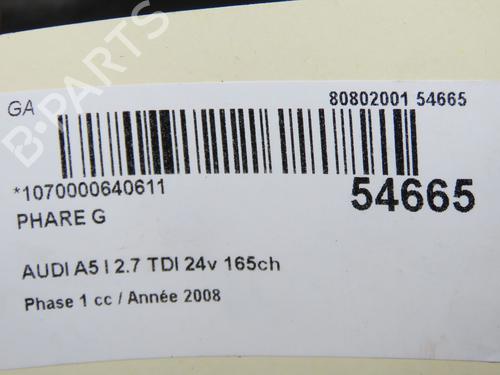 GA
80802001 54665
*1070000640611
54665
PHARE G
AUDI A5 I 2.7 TDI 24v 165ch
Phase 1 cc / Année 2008
B-PARTS